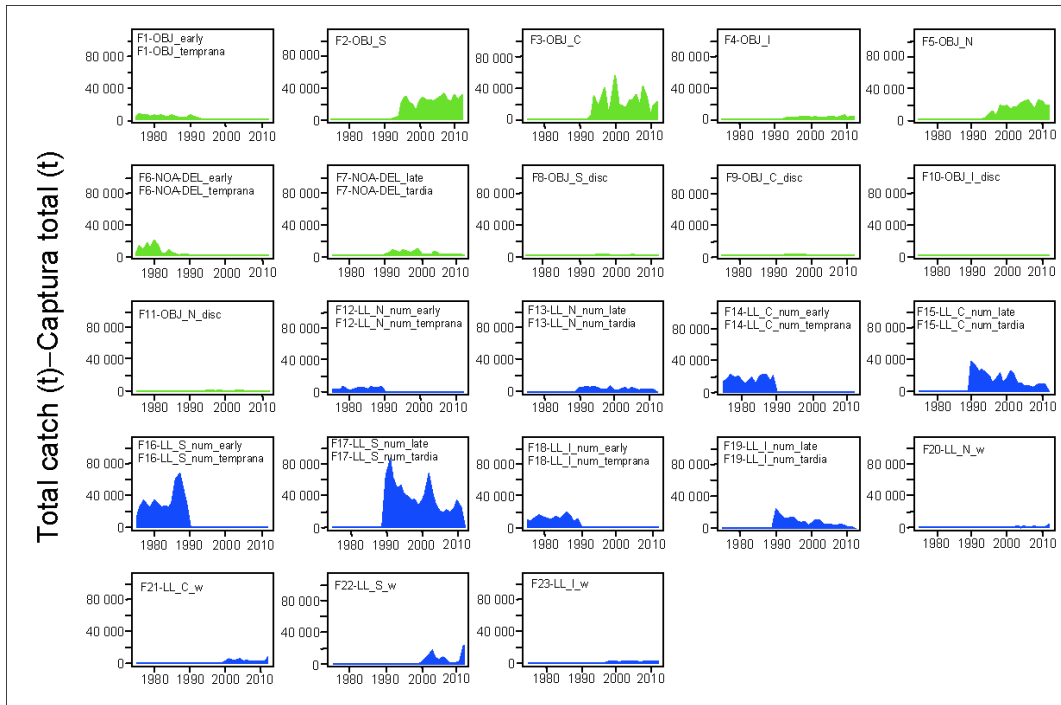 Total catch (t)–Captura total (t)
F1-OBJ_early
F1-OBJ_temprana
80 000
40 000
0
1980 1990 2000 2010
F2-OBJ_S
80 000
40 000
0
1980 1990 2000 2010
F3-OBJ_C
80 000
40 000
0
1980 1990 2000 2010
F4-OBJ_I
80 000
40 000
0
1980 1990 2000 2010
F5-OBJ_N
80 000
40 000
0
1980 1990 2000 2010
F6-NOA-DEL_early
F6-NOA-DEL_temprana
80 000
40 000
0
1980 1990 2000 2010
F7-NOA-DEL_late
F7-NOA-DEL_tardia
80 000
40 000
0
1980 1990 2000 2010
F8-OBJ_S_disc
80 000
40 000
0
1980 1990 2000 2010
F9-OBJ_C_disc
80 000
40 000
0
1980 1990 2000 2010
F10-OBJ_I_disc
80 000
40 000
0
1980 1990 2000 2010
F11-OBJ_N_disc
80 000
40 000
0
1980 1990 2000 2010
F12-LL_N_num_early
F12-LL_N_num_temprana
80 000
40 000
0
1980 1990 2000 2010
F13-LL_N_num_late
F13-LL_N_num_tardia
80 000
40 000
0
1980 1990 2000 2010
F14-LL_C_num_early
F14-LL_C_num_temprana
80 000
40 000
0
1980 1990 2000 2010
F15-LL_C_num_late
F15-LL_C_num_tardia
80 000
40 000
0
1980 1990 2000 2010
F16-LL_S_num_early
F16-LL_S_num_temprana
80 000
40 000
0
1980 1990 2000 2010
F17-LL_S_num_late
F17-LL_S_num_tardia
80 000
40 000
0
1980 1990 2000 2010
F18-LL_I_num_early
F18-LL_I_num_temprana
80 000
40 000
0
1980 1990 2000 2010
F19-LL_I_num_late
F19-LL_I_num_tardia
80 000
40 000
0
1980 1990 2000 2010
F20-LL_N_w
80 000
40 000
0
1980 1990 2000 2010
F21-LL_C_w
80 000
40 000
0
1980 1990 2000 2010
F22-LL_S_w
80 000
40 000
0
1980 1990 2000 2010
F23-LL_I_w
80 000
40 000
0
1980 1990 2000 2010